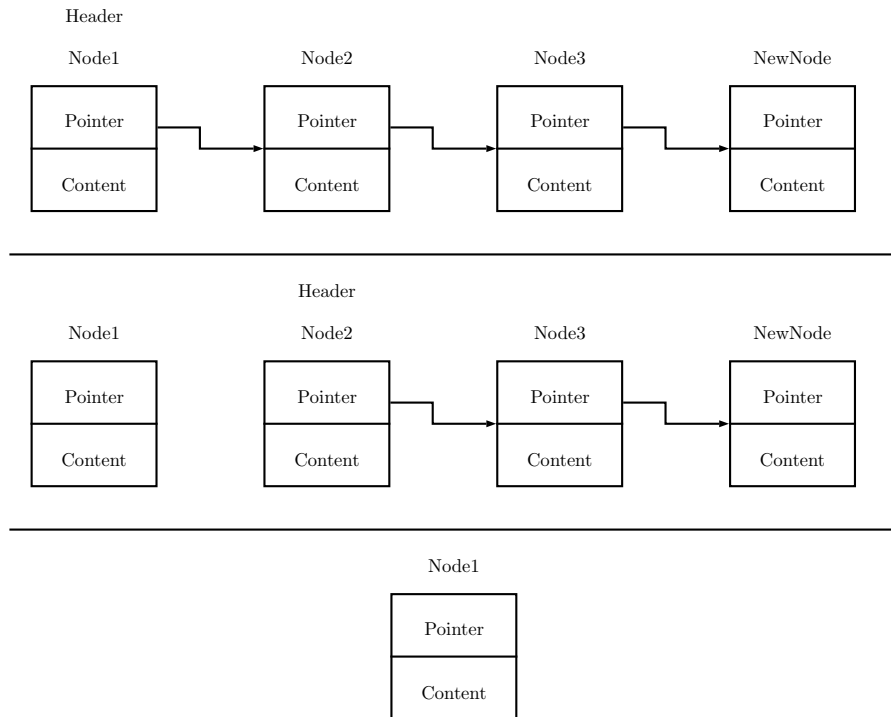 Header
Node1 Node2 Node3 NewNode
Pointer Pointer Pointer Pointer
Content Content Content Content
Header
Node1 Node2 Node3 NewNode
Pointer Pointer Pointer Pointer
Content Content Content Content
Node1
Pointer
Content